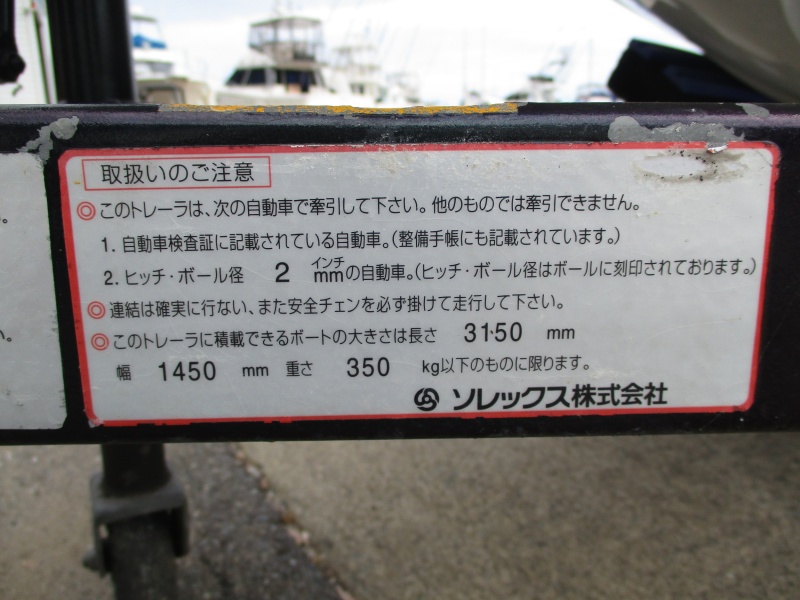 取扱いのご注意
◎このトレーラは、次の自動車で牽引して下さい。他のものでは牽引できません。
1. 自動車検査証に記載されている自動車。(整備手帳にも記載されています。)
2. ヒッチ・ボール径 2 インチ mmの自動車。(ヒッチ・ボール径はボールに刻印されております。)
◎連結は確実に行ない、また安全チェンを必ず掛けて走行して下さい。
◎このトレーラに積載できるボートの大きさは長さ 3150 mm
幅 1450 mm 重さ 350 kg以下のものに限ります。
ソレックス株式会社